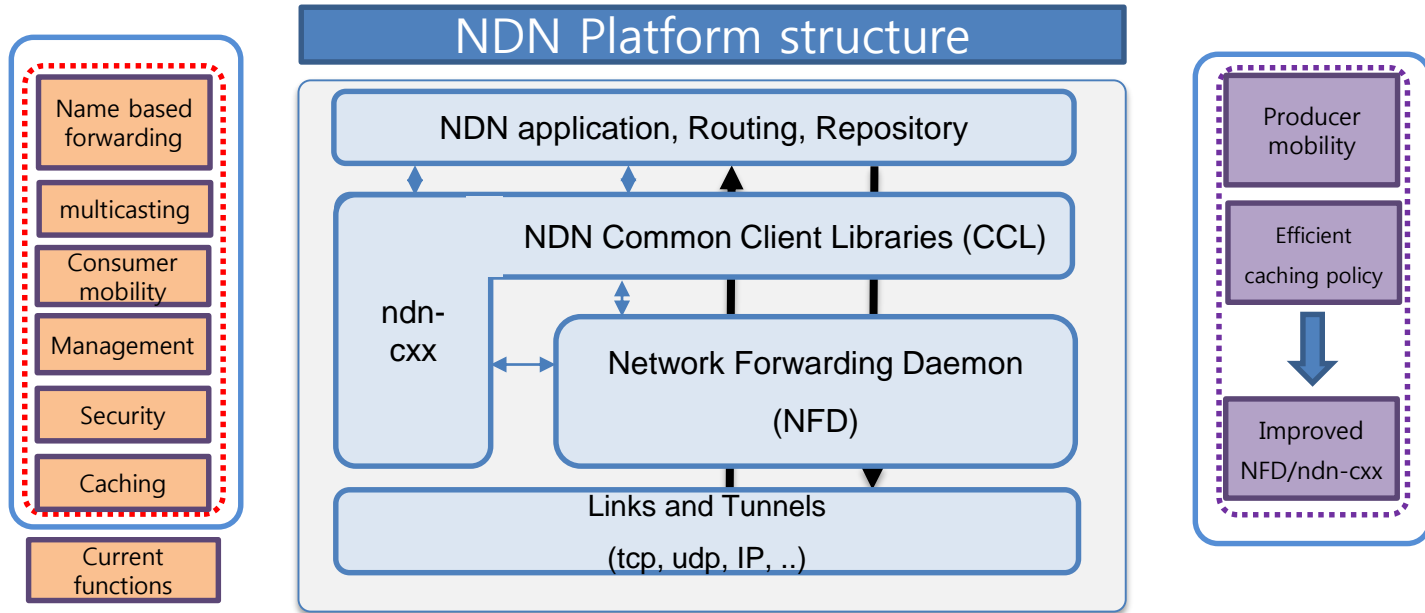 NDN Platform structure
Name based
forwarding
multicasting
Consumer
mobility
Management
Security
Caching
Current
functions
NDN application, Routing, Repository
NDN Common Client Libraries (CCL)
ndn-
cxx
Network Forwarding Daemon
(NFD)
Links and Tunnels
(tcp, udp, IP, ..)
Producer
mobility
Efficient
caching policy
Improved
NFD/ndn-cxx